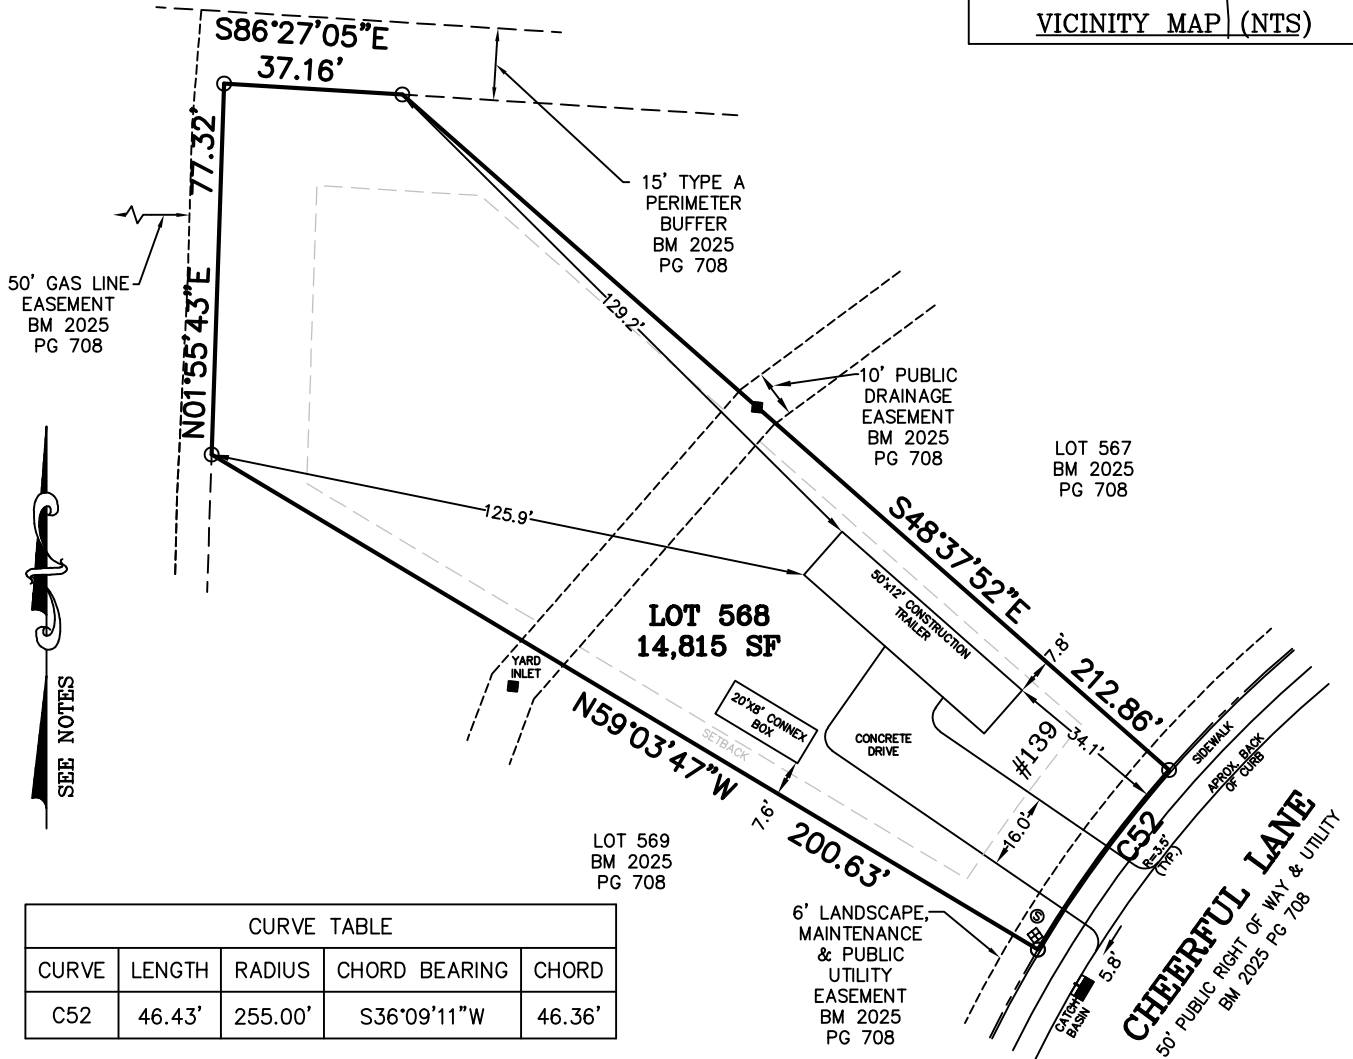 VICINITY MAP (NTS)
S86°27'05"E
37.16'
77.32'
N01°55'43"E
15' TYPE A
PERIMETER
BUFFER
BM 2025
PG 708
50' GAS LINE
EASEMENT
BM 2025
PG 708
129.2'
10' PUBLIC
DRAINAGE
EASEMENT
BM 2025
PG 708
LOT 567
BM 2025
PG 708
125.9'
S48°37'52"E
212.86'
50'x12' CONSTRUCTION
TRAILER
LOT 568
14,815 SF
7.8'
YARD
INLET
20'X8' CONNEX
BOX
SETBACK
CONCRETE
DRIVE
#139
34.1'
SIDEWALK
APROX. BACK
OF CURB
SEE NOTES
N59°03'47"W
200.63'
7.6'
16.0'
C52
R=3.5'
(TYP.)
LOT 569
BM 2025
PG 708
6' LANDSCAPE,
MAINTENANCE
& PUBLIC
UTILITY
EASEMENT
BM 2025
PG 708
S
5.8'
CATCH
BASIN
CHEERFUL LANE
50' PUBLIC RIGHT OF WAY & UTILITY
BM 2025 PG 708
CURVE TABLE
CURVE LENGTH RADIUS CHORD BEARING CHORD
C52 46.43' 255.00' S36°09'11"W 46.36'